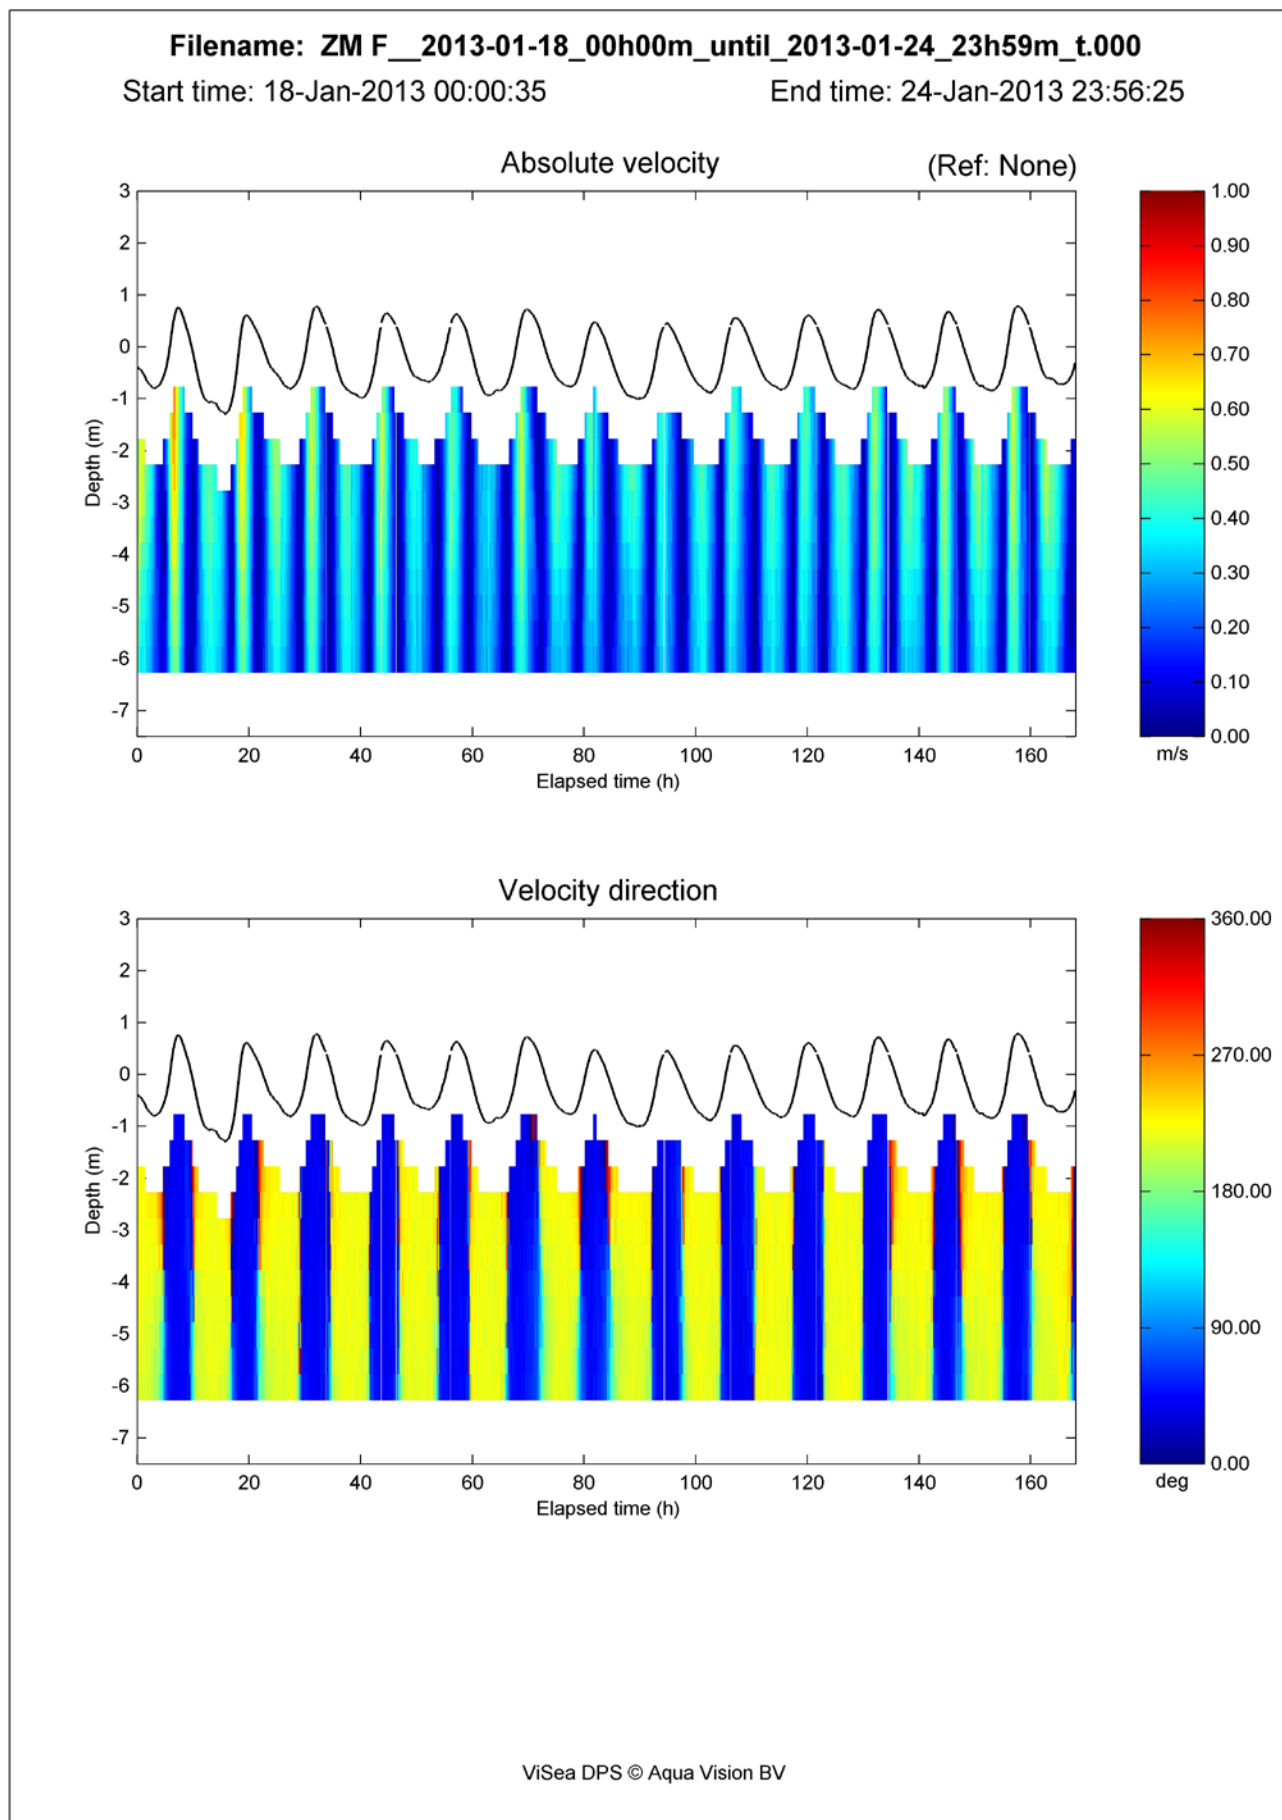 Filename: ZM F__2013-01-18_00h00m_until_2013-01-24_23h59m_t.000
Start time: 18-Jan-2013 00:00:35 End time: 24-Jan-2013 23:56:25
Absolute velocity (Ref: None)
3
2
1
0
-1
-2
-3
-4
-5
-6
-7
Depth (m)
0 20 40 60 80 100 120 140 160
Elapsed time (h)
1.00
0.90
0.80
0.70
0.60
0.50
0.40
0.30
0.20
0.10
0.00
m/s
Velocity direction
3
2
1
0
-1
-2
-3
-4
-5
-6
-7
Depth (m)
0 20 40 60 80 100 120 140 160
Elapsed time (h)
360.00
270.00
180.00
90.00
0.00
deg
ViSea DPS © Aqua Vision BV